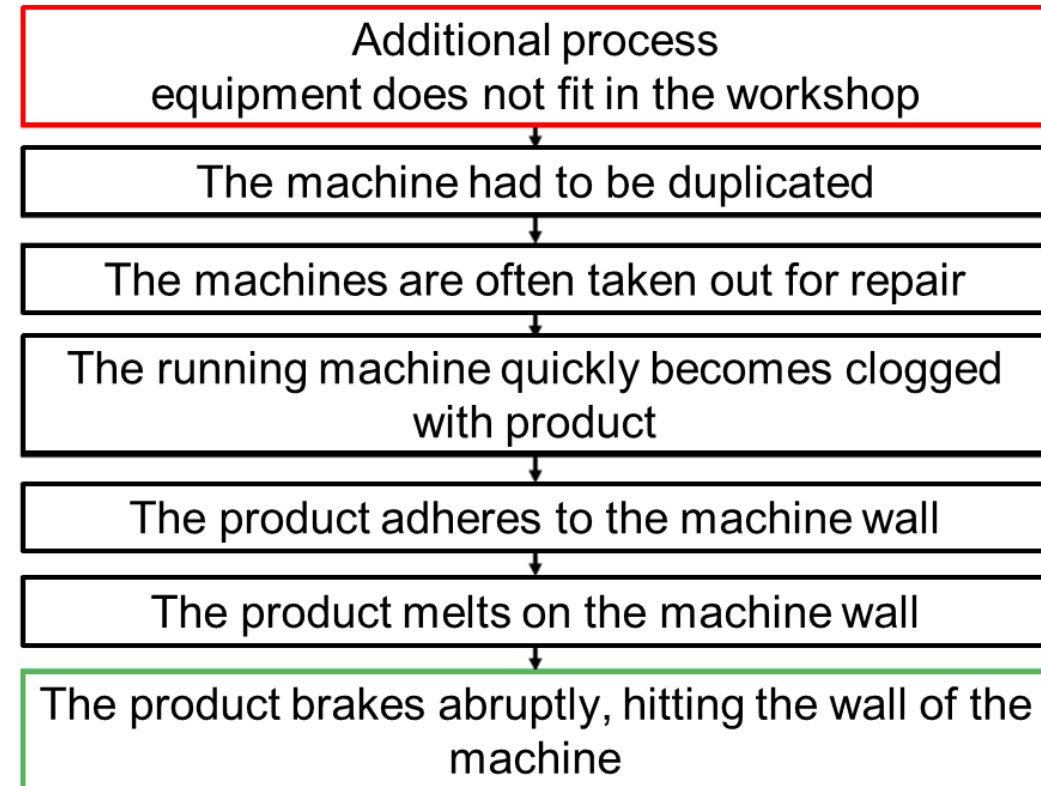 Additional process
equipment does not fit in the workshop
The machine had to be duplicated
The machines are often taken out for repair
The running machine quickly becomes clogged
with product
The product adheres to the machine wall
The product melts on the machine wall
The product brakes abruptly, hitting the wall of the
machine